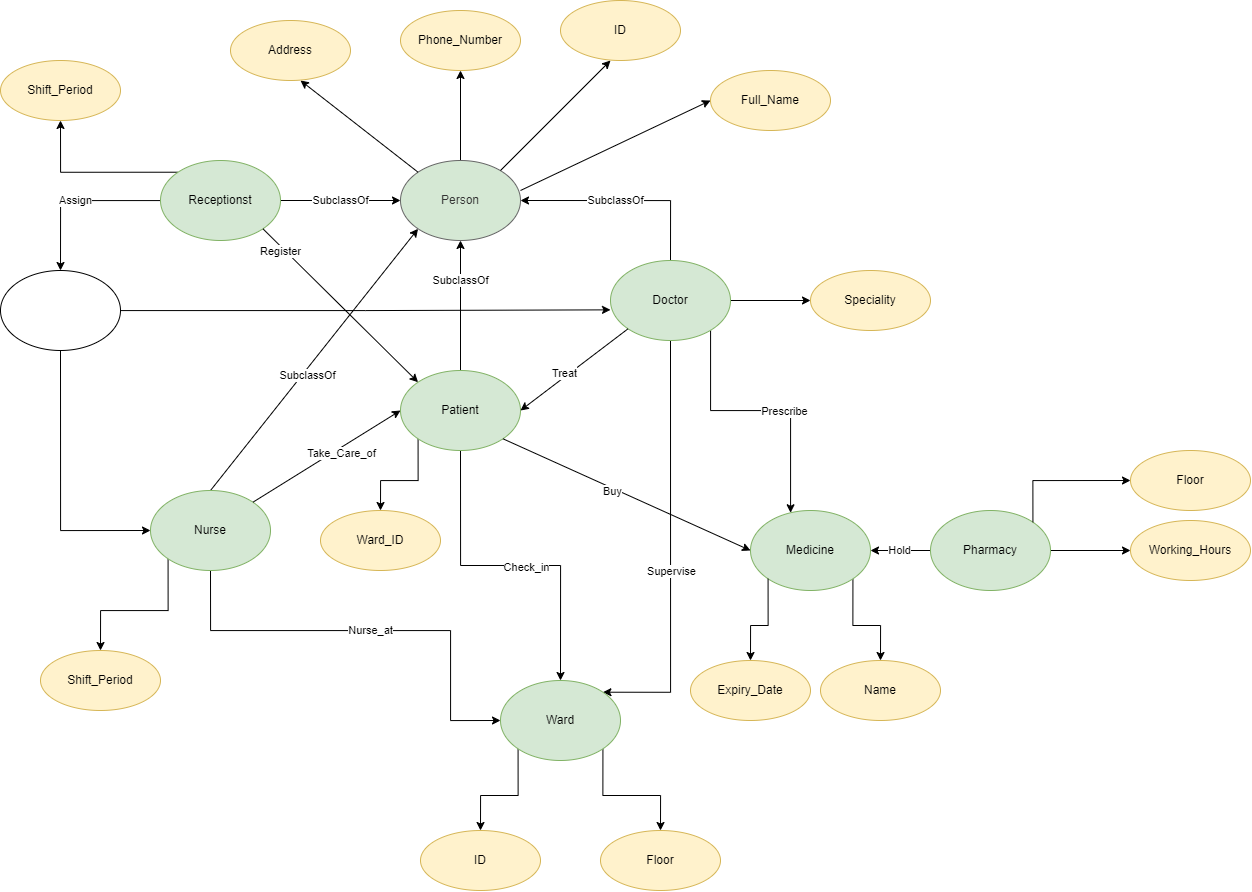 ID
Phone_Number
Address
Shift_Period
Full_Name
Receptionst
SubclassOf
Person
SubclassOf
Assign
Register
SubclassOf
Doctor
Speciality
SubclassOf
Treat
Patient
Prescribe
Take_Care_of
Buy
Floor
Nurse
Ward_ID
Medicine
Hold
Pharmacy
Working_Hours
Check_in
Supervise
Nurse_at
Shift_Period
Expiry_Date
Name
Ward
ID
Floor